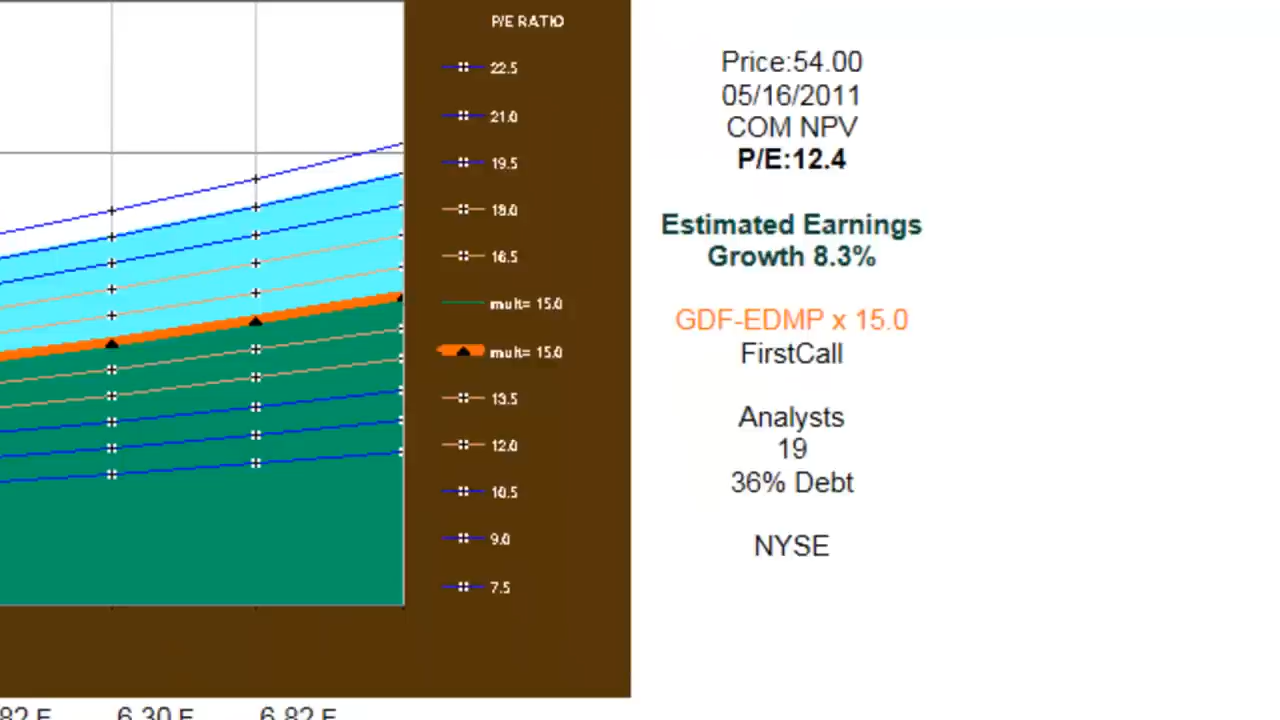 P/E RATIO
22.5
21.0
19.5
18.0
16.5
mult= 15.0
mult= 15.0
13.5
12.0
10.5
9.0
7.5
Price:54.00
05/16/2011
COM NPV
P/E:12.4
Estimated Earnings
Growth 8.3%
GDF-EDMP x 15.0
FirstCall
Analysts
19
36% Debt
NYSE
82 E 6.30 E 6.82 E